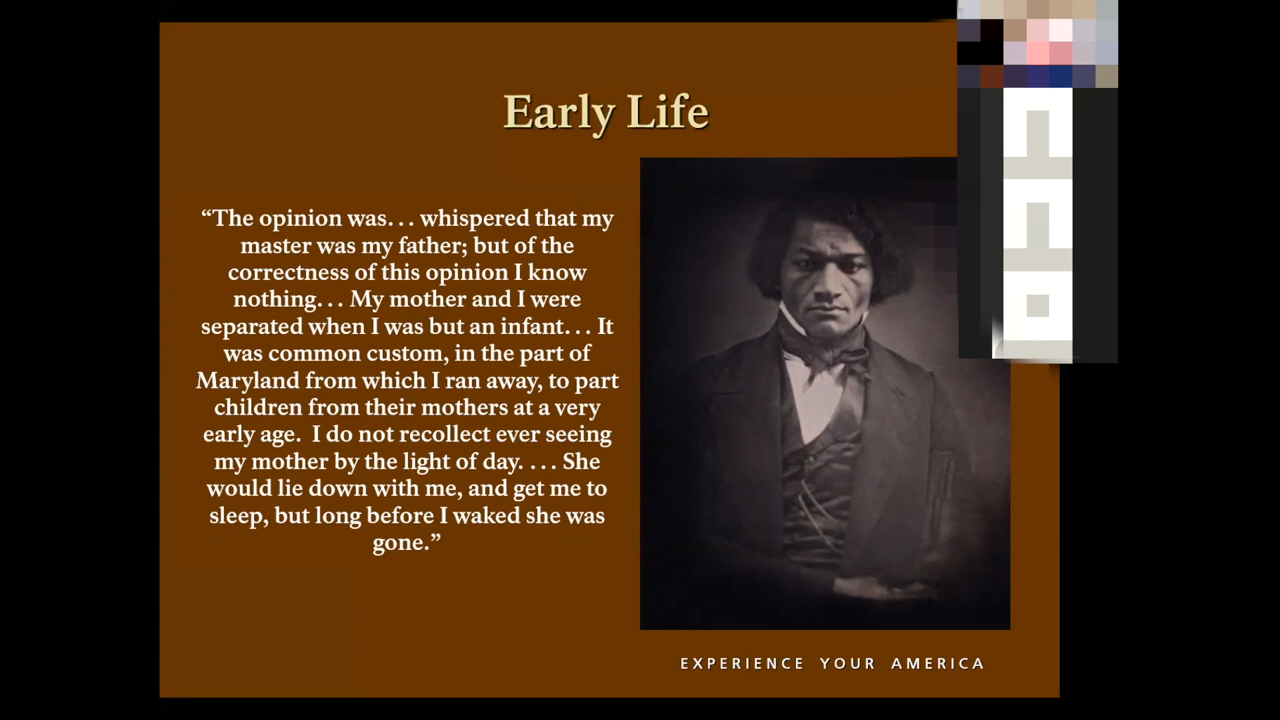 Early Life
“The opinion was… whispered that my
master was my father; but of the
correctness of this opinion I know
nothing… My mother and I were
separated when I was but an infant… It
was common custom, in the part of
Maryland from which I ran away, to part
children from their mothers at a very
early age.  I do not recollect ever seeing
my mother by the light of day. … She
would lie down with me, and get me to
sleep, but long before I waked she was
gone.”
EXPERIENCE YOUR AMERICA